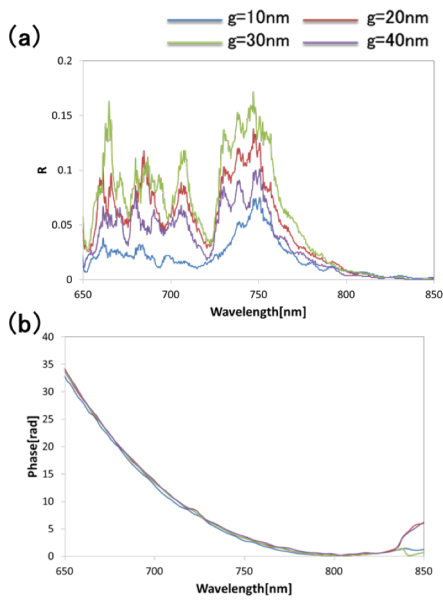 g=10nm g=20nm
g=30nm g=40nm
(a)
0.2
0.15
0.1
0.05
0
R
650 700 750 800 850
Wavelength[nm]
(b)
40
35
30
25
20
15
10
5
0
Phase[rad]
650 700 750 800 850
Wavelength[nm]